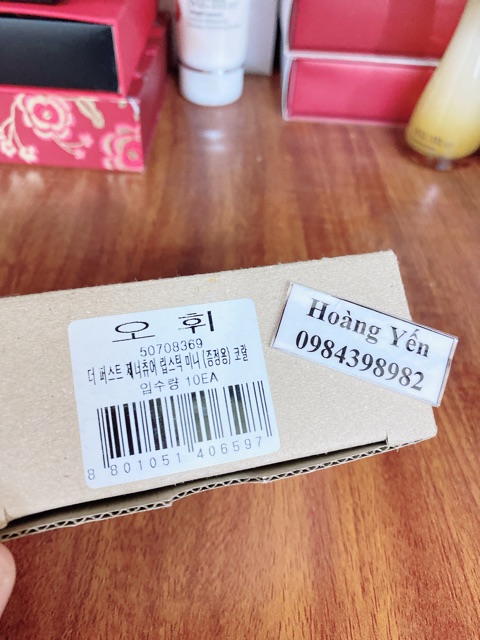 오 휘
50708369
더 퍼스트 제너츄어 립스틱 미니 (증정용) 코랄
입수량 10EA
8 801051 406597
Hoàng Yến
0984398982